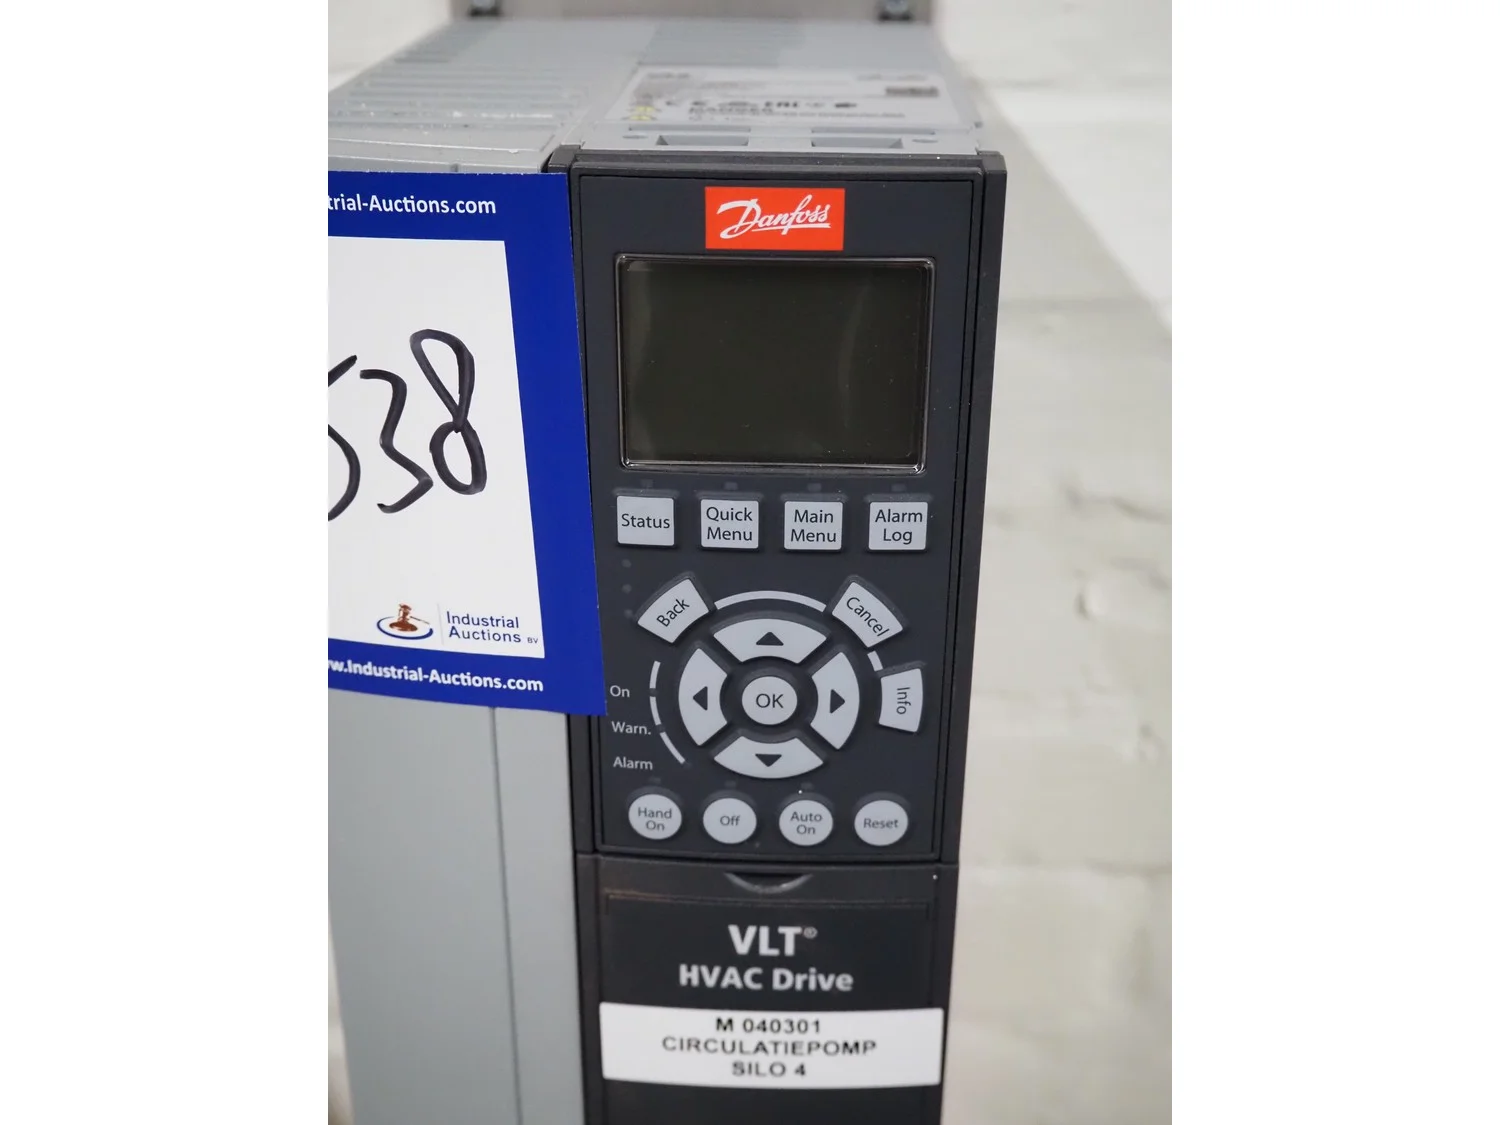 DANGER
trial-Auctions.com
538
Industrial
Auctions BV
w.Industrial-Auctions.com
Danfoss
Status
Quick
Menu
Main
Menu
Alarm
Log
Back
Cancel
Info
OK
On
Warn.
Alarm
Hand
On
Off
Auto
On
Reset
VLT®
HVAC Drive
M 040301
CIRCULATIEPOMP
SILO 4